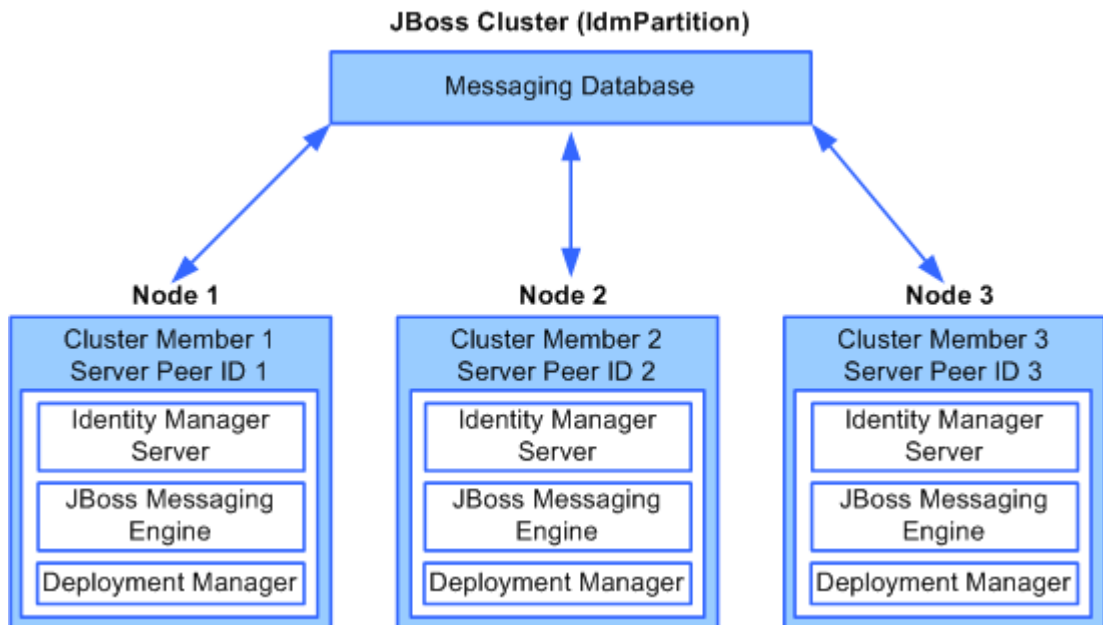 JBoss Cluster (IdmPartition)
Messaging Database
Node 1
Cluster Member 1
Server Peer ID 1
Identity Manager
Server
JBoss Messaging
Engine
Deployment Manager
Node 2
Cluster Member 2
Server Peer ID 2
Identity Manager
Server
JBoss Messaging
Engine
Deployment Manager
Node 3
Cluster Member 3
Server Peer ID 3
Identity Manager
Server
JBoss Messaging
Engine
Deployment Manager